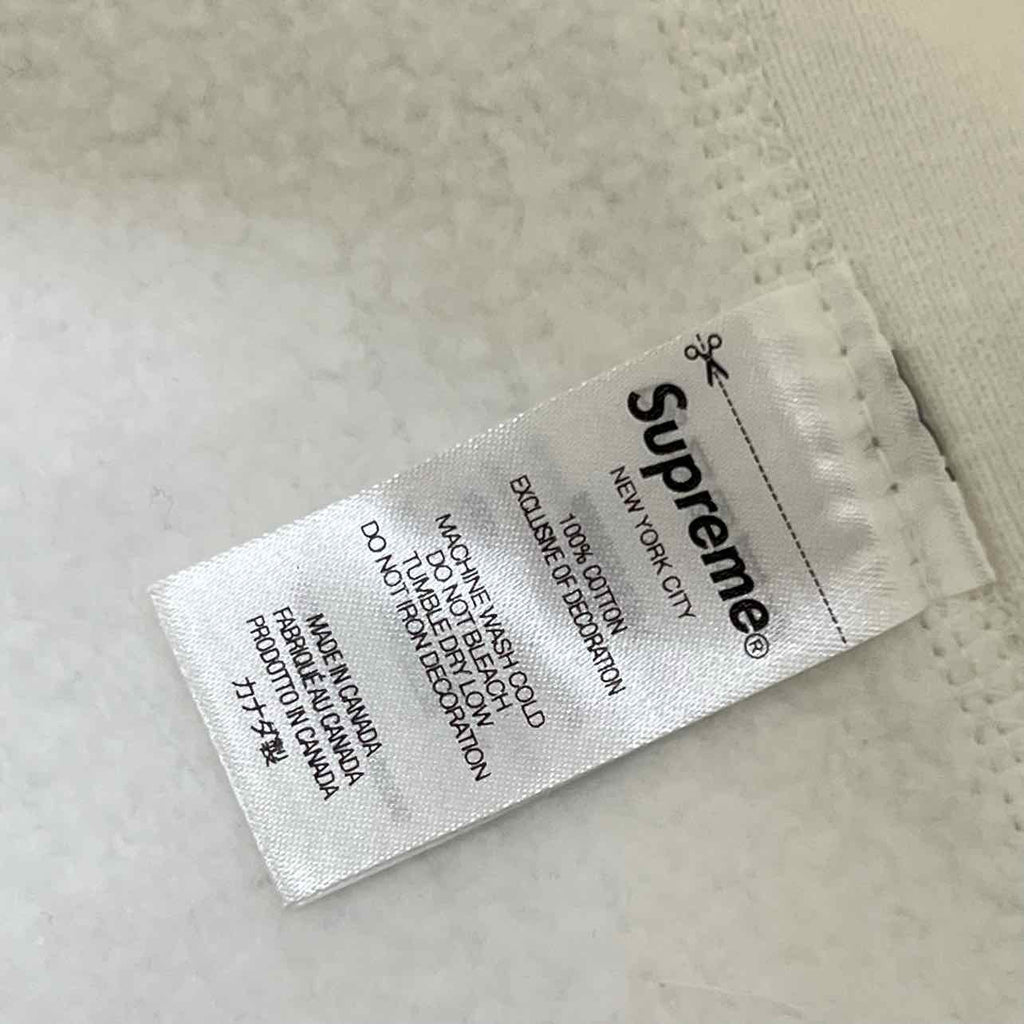 Supreme®
NEW YORK CITY
100% COTTON
EXCLUSIVE OF DECORATION
MACHINE WASH COLD
DO NOT BLEACH
TUMBLE DRY LOW
DO NOT IRON DECORATION
MADE IN CANADA
FABRIQUÉ AU CANADA
PRODOTTO IN CANADA
カナダ製